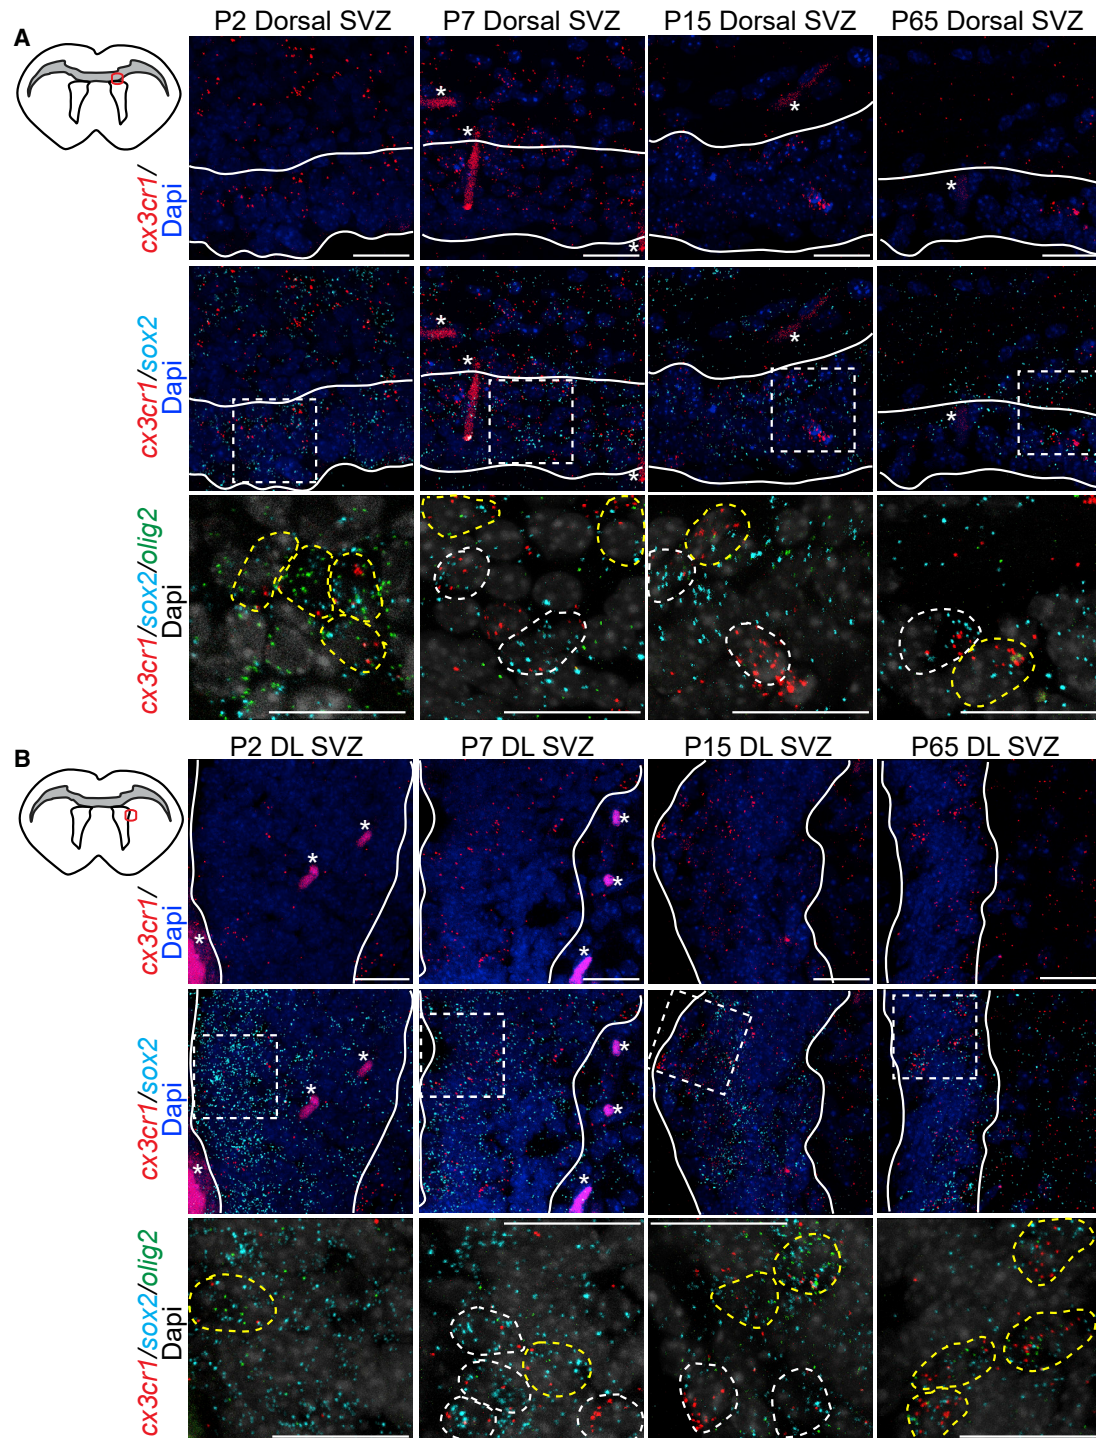 A
P2 Dorsal SVZ
P7 Dorsal SVZ
P15 Dorsal SVZ
P65 Dorsal SVZ
cx3cr1/
Dapi
*
*
*
*
*
cx3cr1/sox2
Dapi
*
*
*
*
*
cx3cr1/sox2/olig2
Dapi
B
P2 DL SVZ
P7 DL SVZ
P15 DL SVZ
P65 DL SVZ
cx3cr1/
Dapi
*
*
*
*
*
*
cx3cr1/sox2
Dapi
*
*
*
*
*
*
cx3cr1/sox2/olig2
Dapi